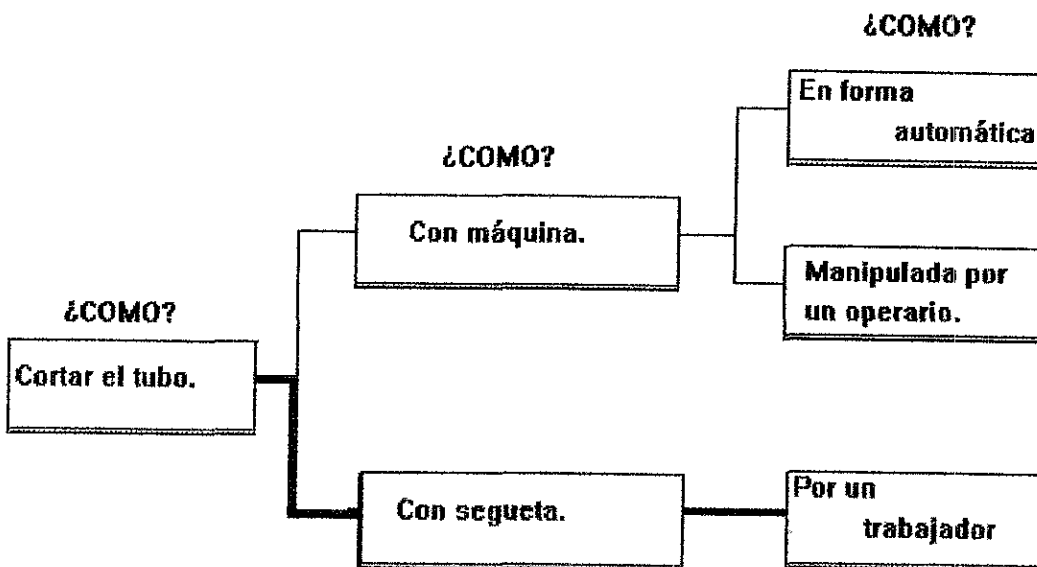 ¿COMO?
En forma
automática
¿COMO?
Con máquina.
Manipulada por
un operario.
¿COMO?
Cortar el tubo.
Con segueta.
Por un
trabajador